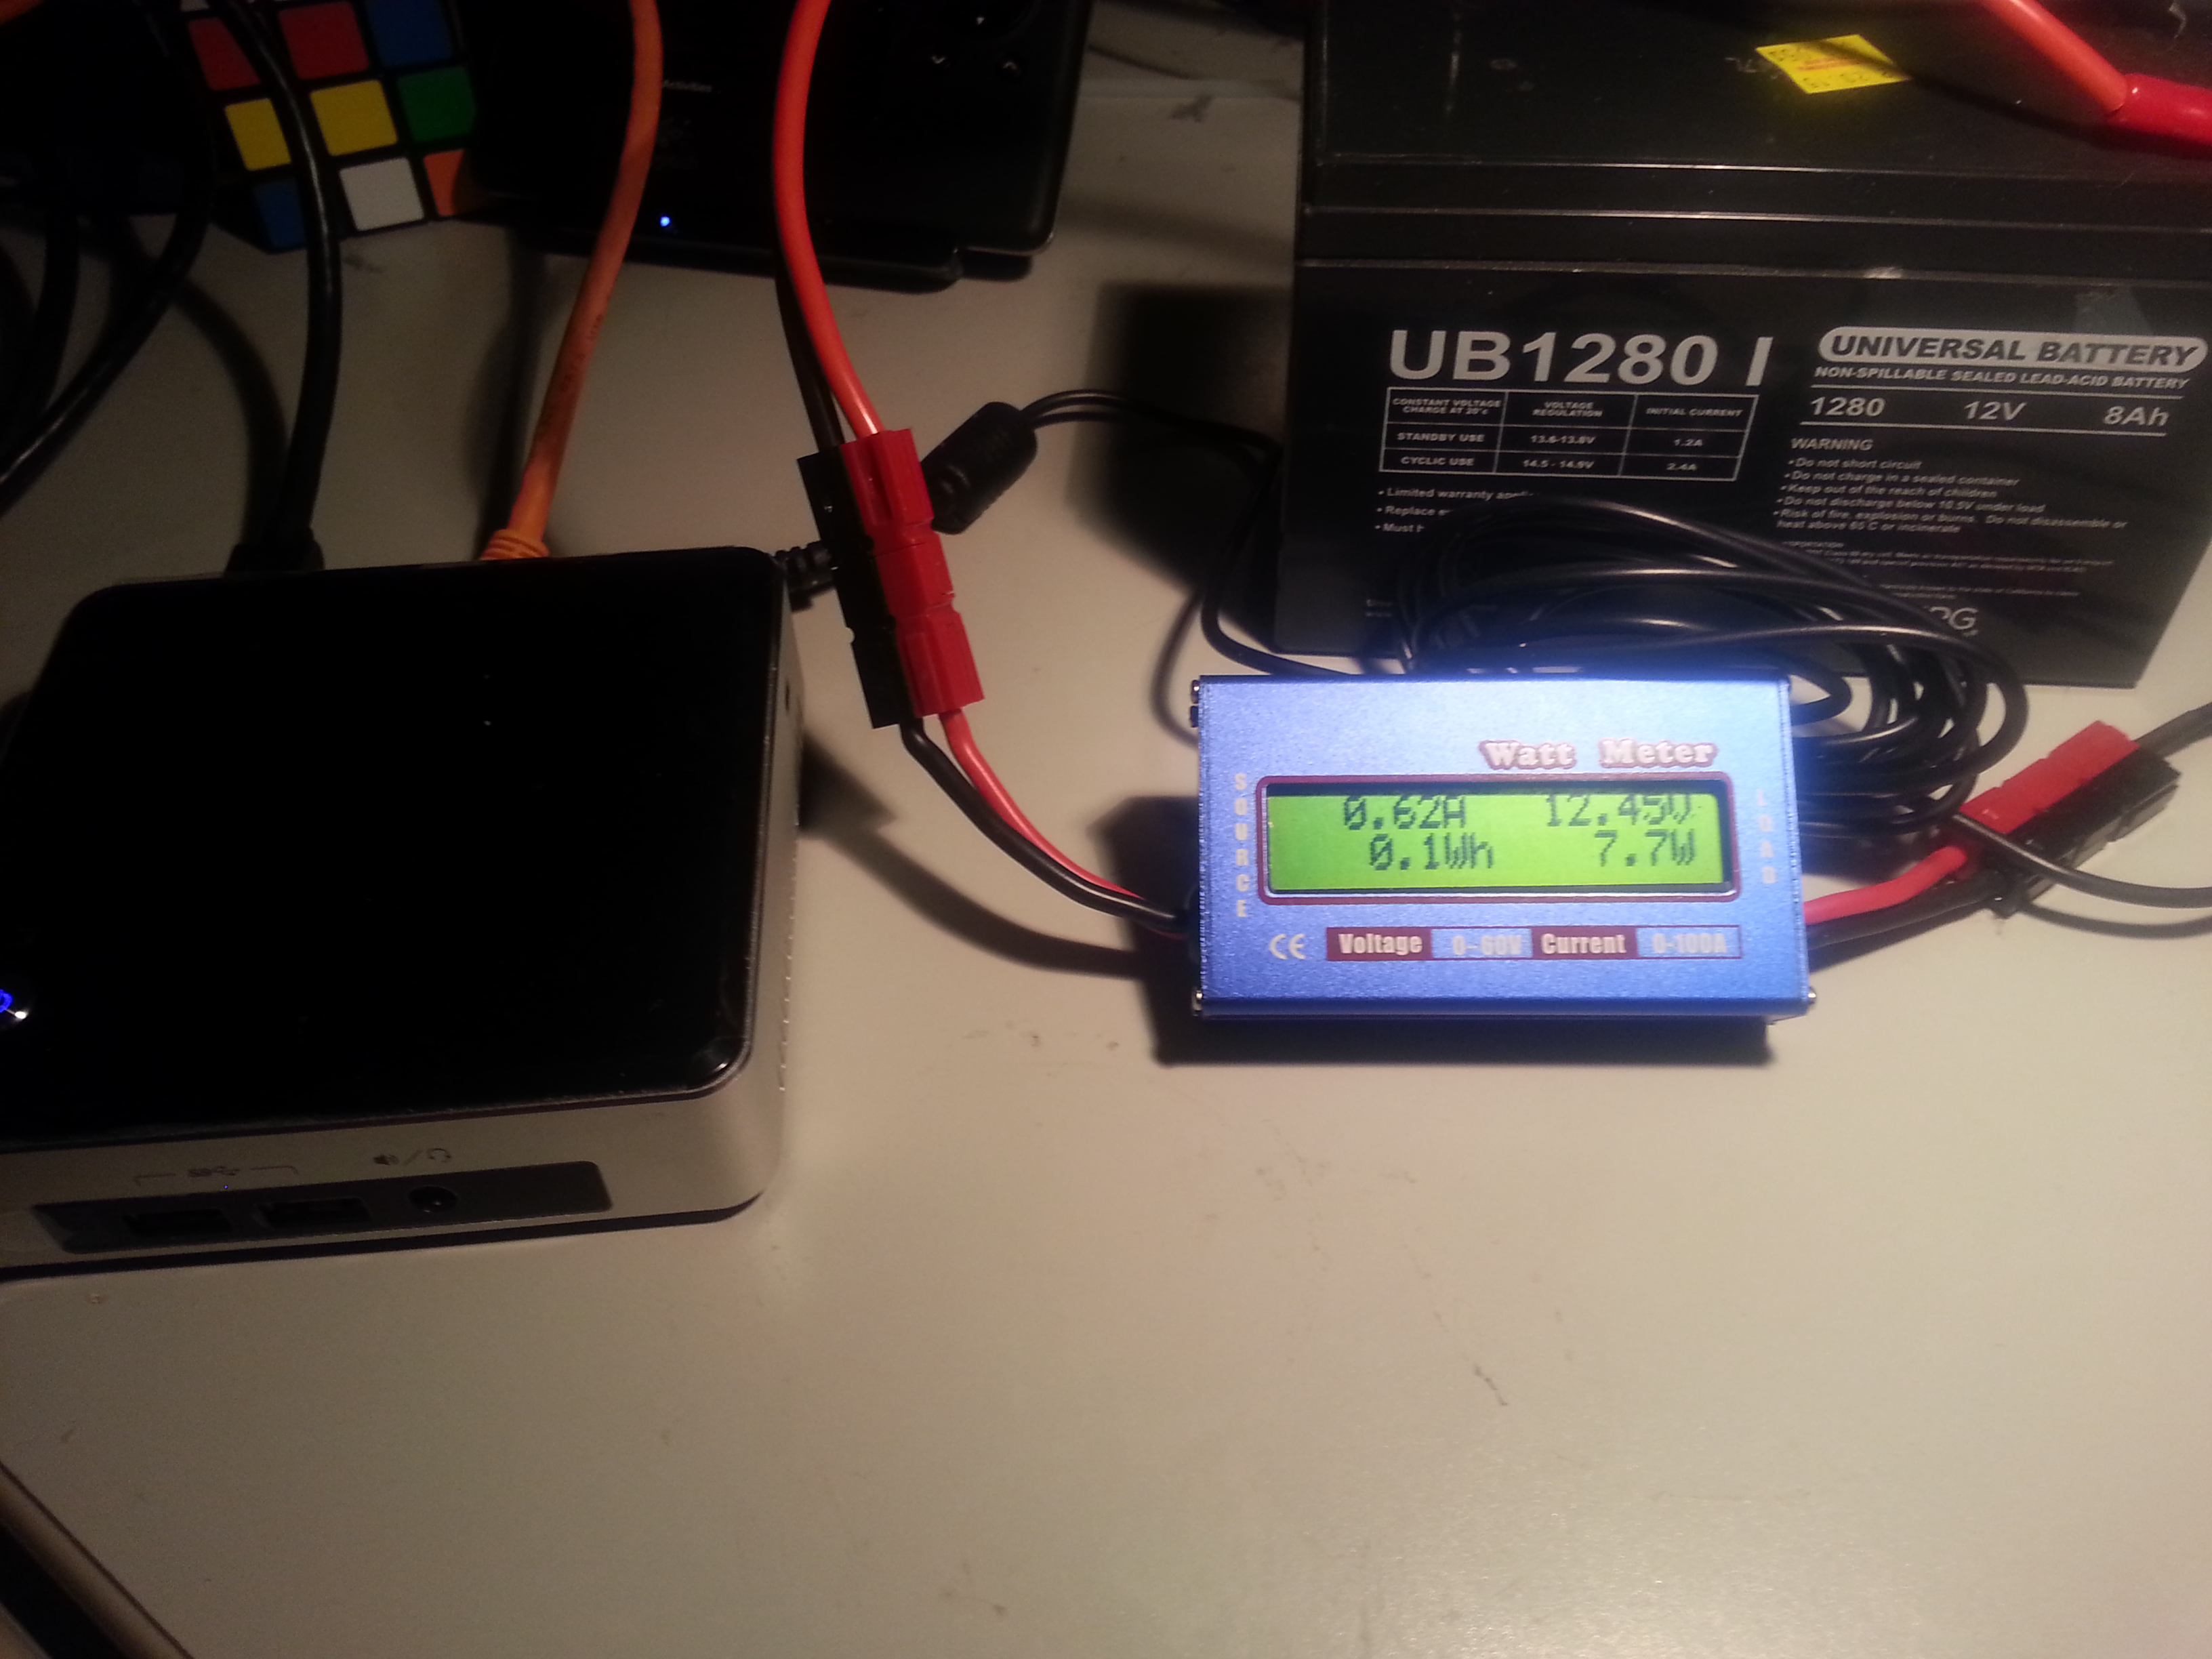 Activities
UB1280 I
CONSTANT VOLTAGE CHARGE AT 20°c
VOLTAGE REGULATION
INITIAL CURRENT
STANDBY USE
13.6-13.8V
1.2A
CYCLIC USE
14.5 - 14.9V
2.4A
• Limited warranty
• Replace
• Must
UNIVERSAL BATTERY
NON-SPILLABLE SEALED LEAD-ACID BATTERY
1280 12V 8Ah
WARNING
• Do not short circuit
• Do not charge in a sealed container
• Keep out of the reach of children
• Do not discharge below 10.5V under load
• Risk of fire, explosion or burns. Do not disassemble or
heat above 65°C or incinerate
PG
Watt Meter
SOURCE
0.62A 12.45V
0.1Wh 7.7W
LOAD
CE Voltage 0-60V Current 0-100A